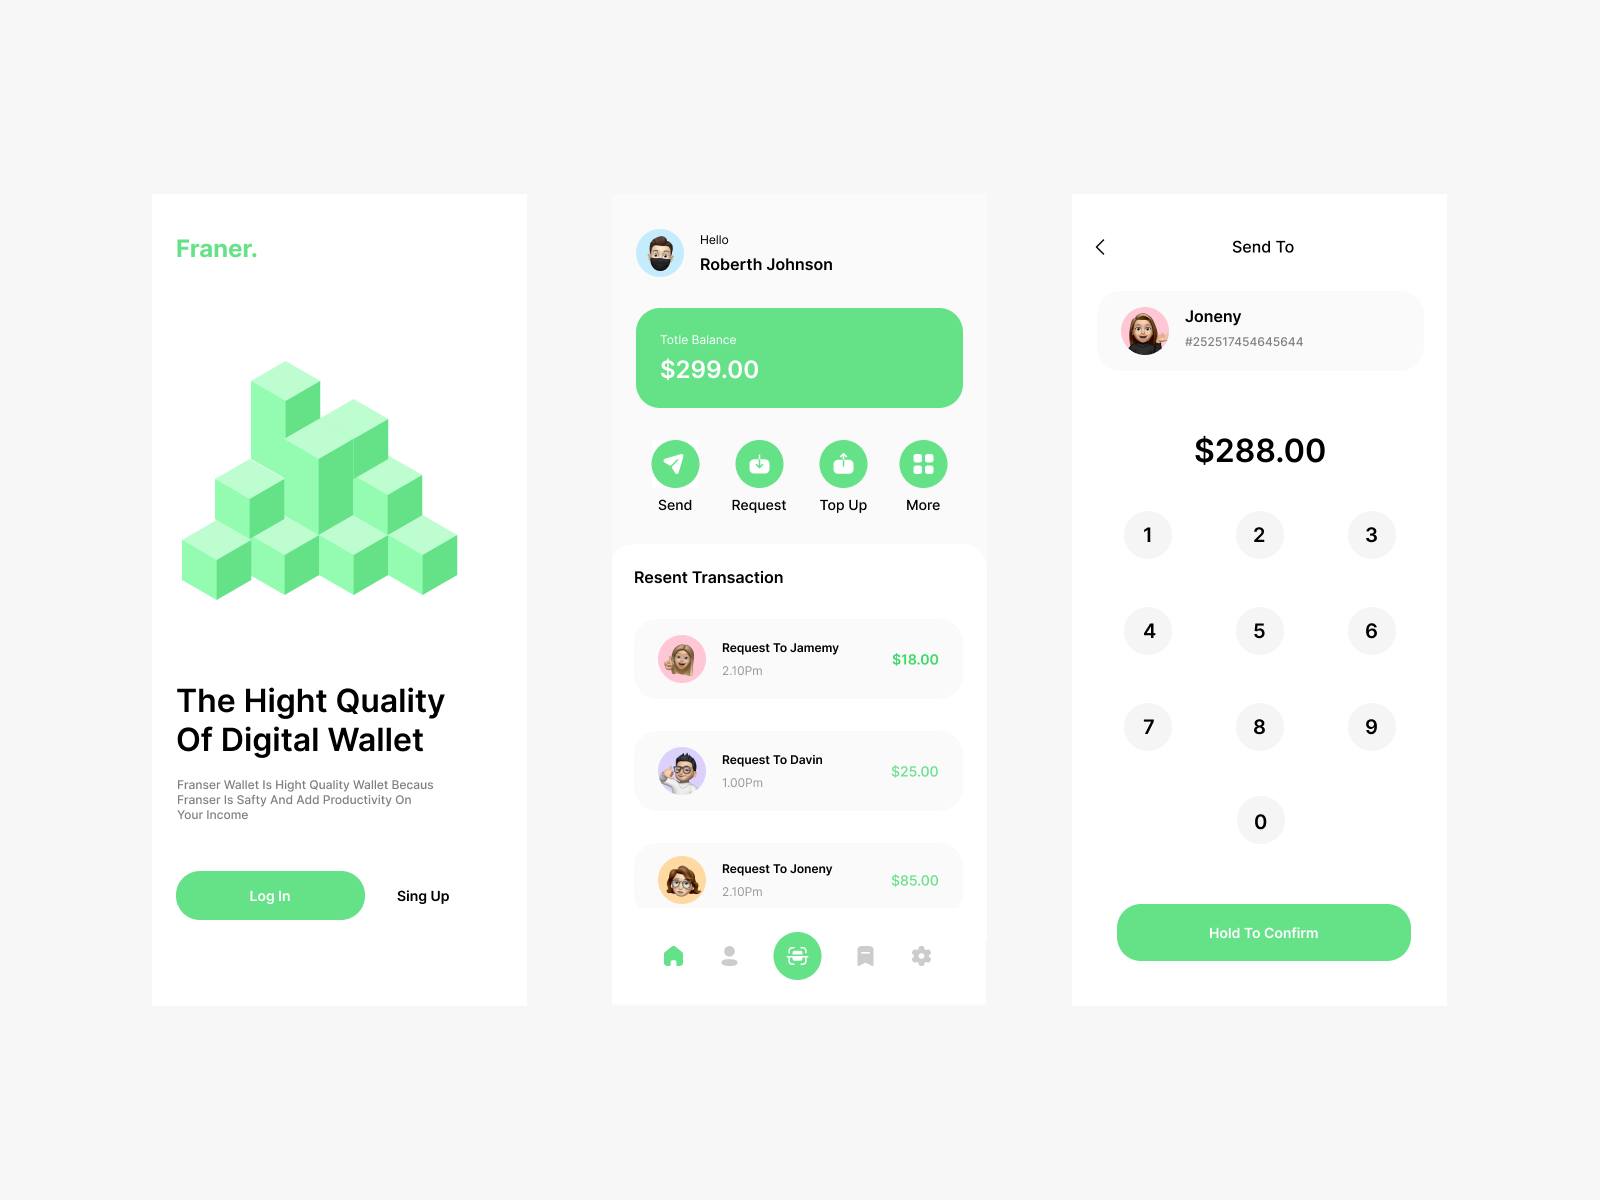 Franer.
The Hight Quality
Of Digital Wallet
Franser Wallet Is Hight Quality Wallet Becaus
Franser Is Safty And Add Productivity On
Your Income
Log In
Sing Up
Hello
Roberth Johnson
Totle Balance
$299.00
Send
Request
Top Up
More
Resent Transaction
Request To Jamemy
2.10Pm
$18.00
Request To Davin
1.00Pm
$25.00
Request To Joneny
2.10Pm
$85.00
Send To
Joneny
#252517454645644
$288.00
1 2 3
4 5 6
7 8 9
0
Hold To Confirm